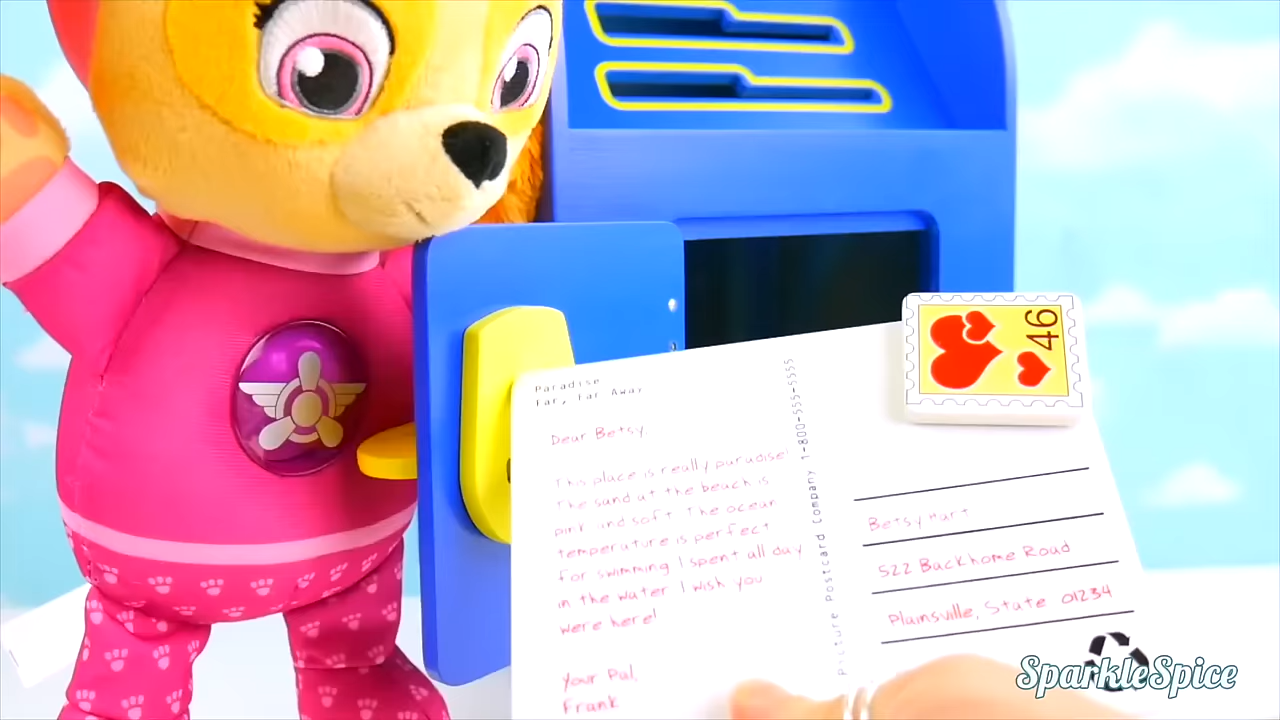 Paradise
Far, Far Away
Dear Betsy,
This place is really paradise!
The sand at the beach is
pink and soft The ocean
temperature is perfect
for swimming I spent all day
in the water I wish you
were here!
Your Pal,
Frank
Picture Postcard Company 1-800-555-5555
46
Betsy Hart
522 Backhome Road
Plainsville, State 01234
SparkleSpice